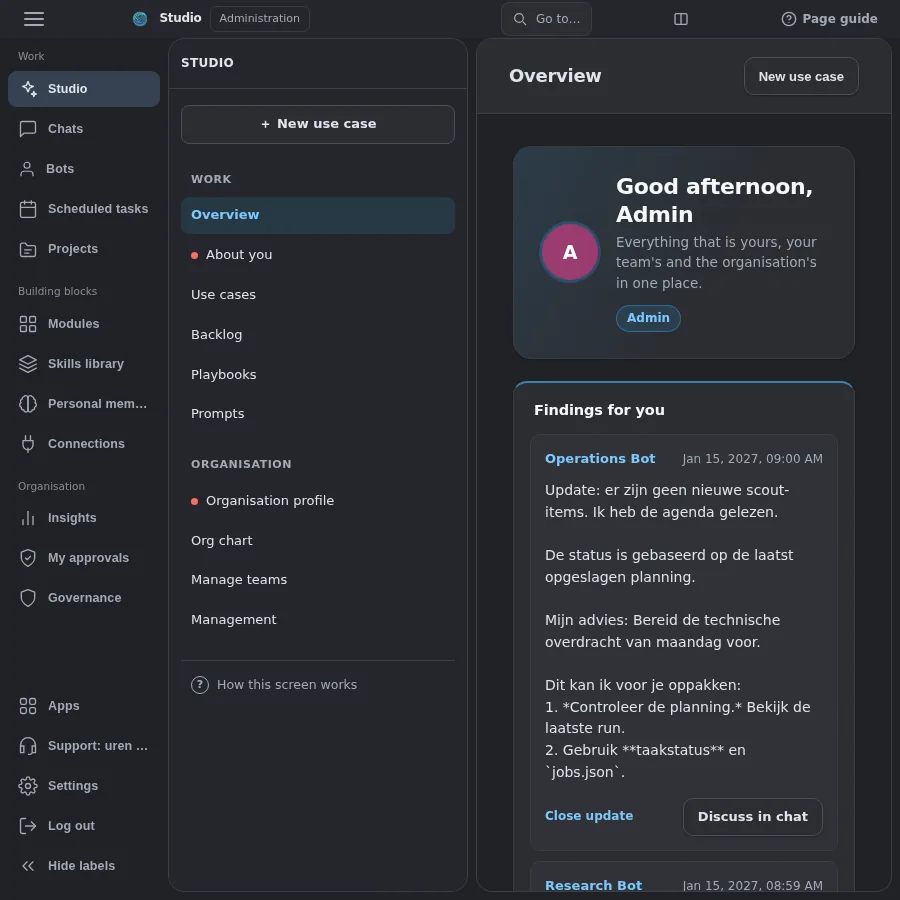 Studio
Administration
Go to...
Page guide
Work
Studio
Chats
Bots
Scheduled tasks
Projects
Building blocks
Modules
Skills library
Personal mem...
Connections
Organisation
Insights
My approvals
Governance
Apps
Support: uren ...
Settings
Log out
Hide labels
STUDIO
+ New use case
WORK
Overview
About you
Use cases
Backlog
Playbooks
Prompts
ORGANISATION
Organisation profile
Org chart
Manage teams
Management
? How this screen works
Overview
New use case
A
Good afternoon,
Admin
Everything that is yours, your
team's and the organisation's
in one place.
Admin
Findings for you
Operations Bot
Jan 15, 2027, 09:00 AM
Update: er zijn geen nieuwe scout-
items. Ik heb de agenda gelezen.
De status is gebaseerd op de laatst
opgeslagen planning.
Mijn advies: Bereid de technische
overdracht van maandag voor.
Dit kan ik voor je oppakken:
1. *Controleer de planning.* Bekijk de
laatste run.
2. Gebruik **taakstatus** en
`jobs.json`.
Close update
Discuss in chat
Research Bot
Jan 15, 2027, 08:59 AM